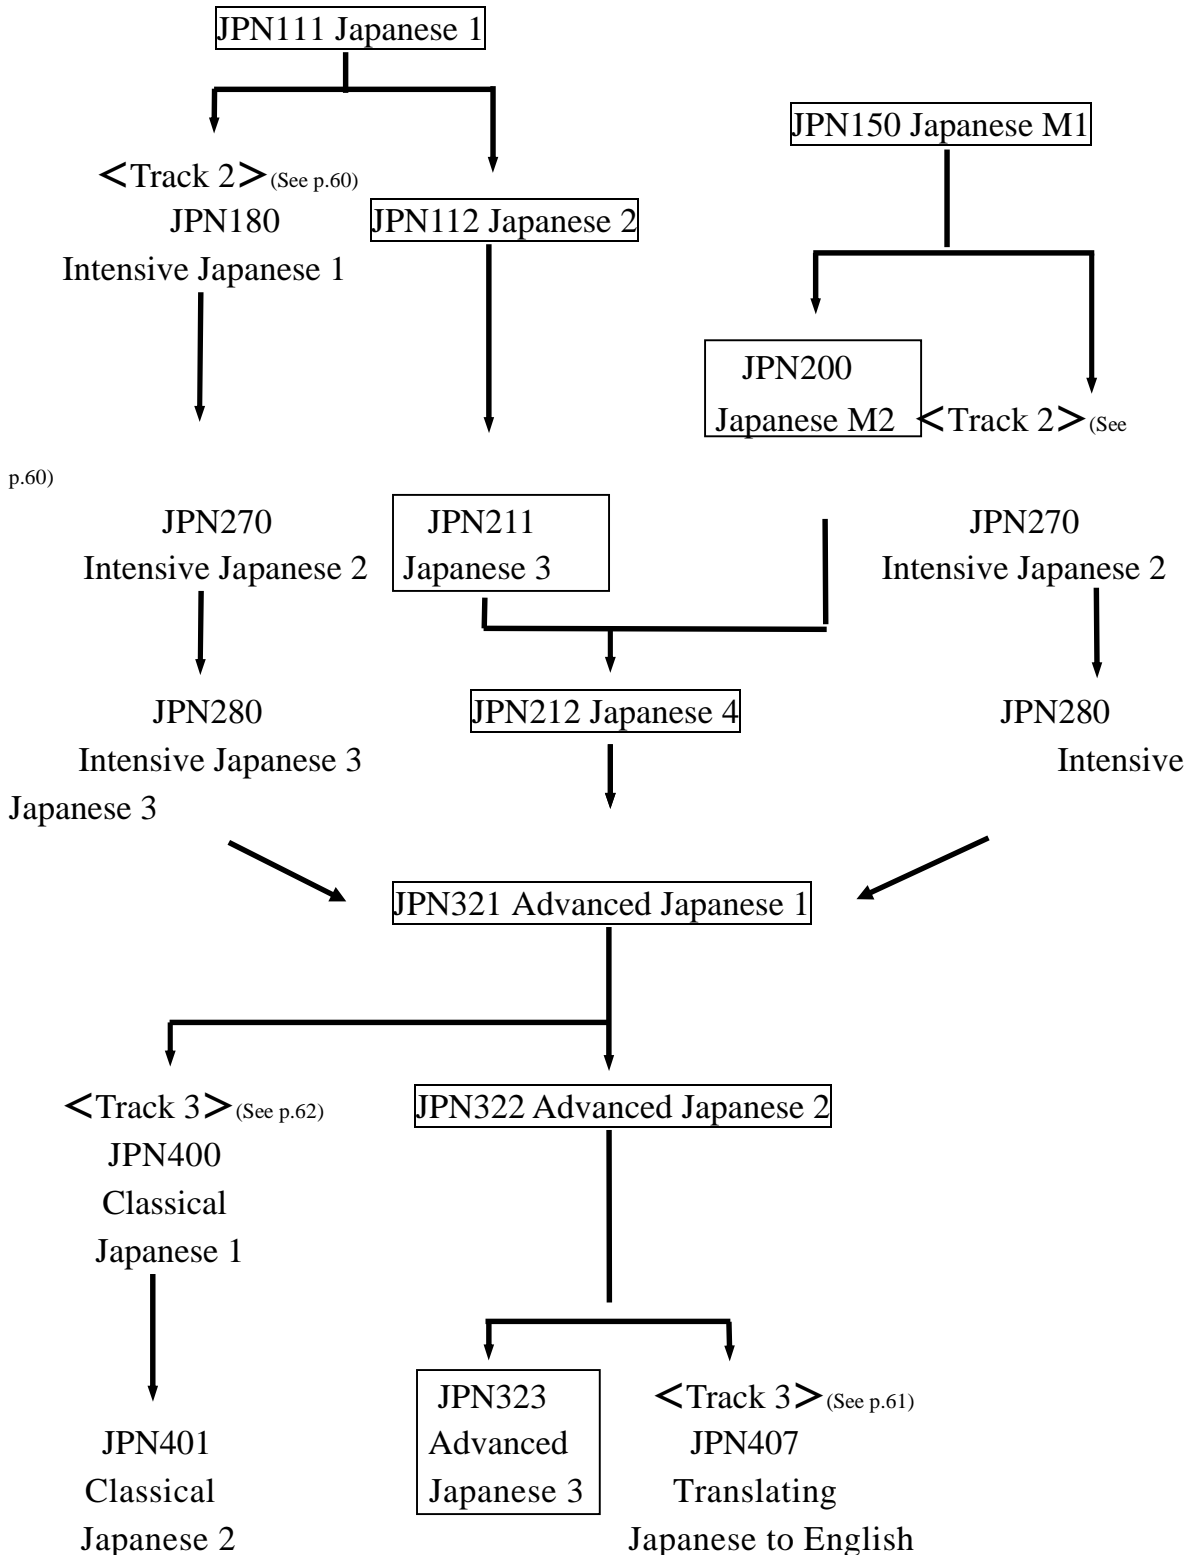 JPN111 Japanese 1
JPN150 Japanese M1
<Track 2> (See p.60)
JPN180
JPN112 Japanese 2
Intensive Japanese 1
JPN200
Japanese M2
<Track 2> (See
p.60)
JPN270
JPN211
JPN270
Intensive Japanese 2
Japanese 3
Intensive Japanese 2
JPN280
JPN212 Japanese 4
JPN280
Intensive Japanese 3
Intensive
Japanese 3
JPN321 Advanced Japanese 1
<Track 3> (See p.62)
JPN322 Advanced Japanese 2
JPN400
Classical
Japanese 1
JPN323
<Track 3> (See p.61)
JPN401
Advanced
JPN407
Classical
Japanese 3
Translating
Japanese 2
Japanese to English